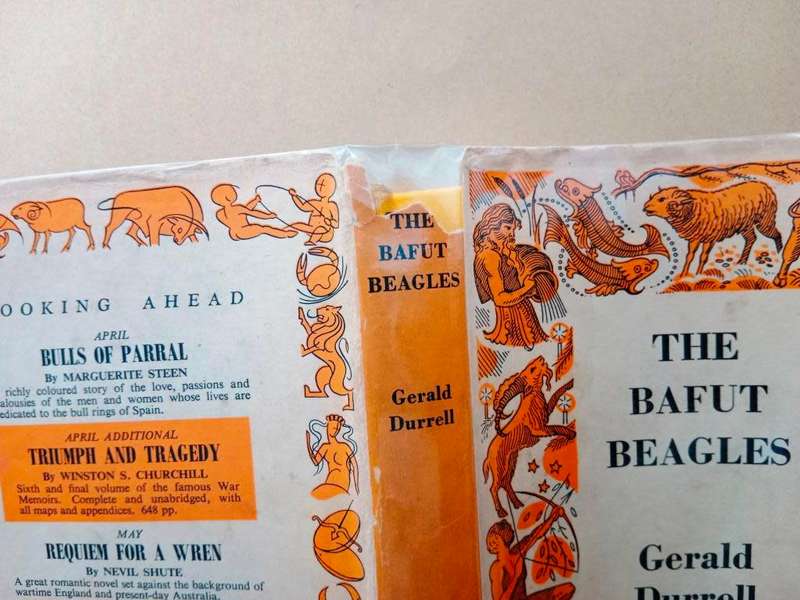 OOKING AHEAD
APRIL
BULLS OF PARRAL
By MARGUERITE STEEN
richly coloured story of the love, passions and
alousies of the men and women whose lives are
edicated to the bull rings of Spain.
APRIL ADDITIONAL
TRIUMPH AND TRAGEDY
By WINSTON S. CHURCHILL
Sixth and final volume of the famous War
Memoirs. Complete and unabridged, with
all maps and appendices. 648 pp.
MAY
REQUIEM FOR A WREN
By NEVIL SHUTE
A great romantic novel set against the background of
wartime England and present-day Australia.
THE
BAFUT
BEAGLES
Gerald
Durrell
THE
BAFUT
BEAGLES
Gerald
Durrell